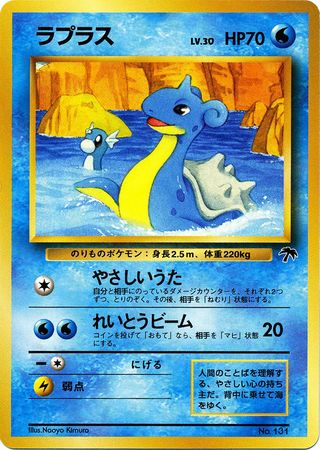 ラプラス LV.30 HP70
のりものポケモン：身長2.5m、体重220kg
やさしいうた
自分と相手にのっているダメージカウンターを、それぞれ2つ
ずつ、とりのぞく。その後、相手を「ねむり」状態にする。
れいとうビーム 20
コインを投げて「おもて」なら、相手を「マヒ」状態に
する。
にげる
弱点
人間のことばを理解す
る、やさしい心の持ち
主だ。背中に乗せて海
をゆく。
Illus.Naoyo Kimura
No.131